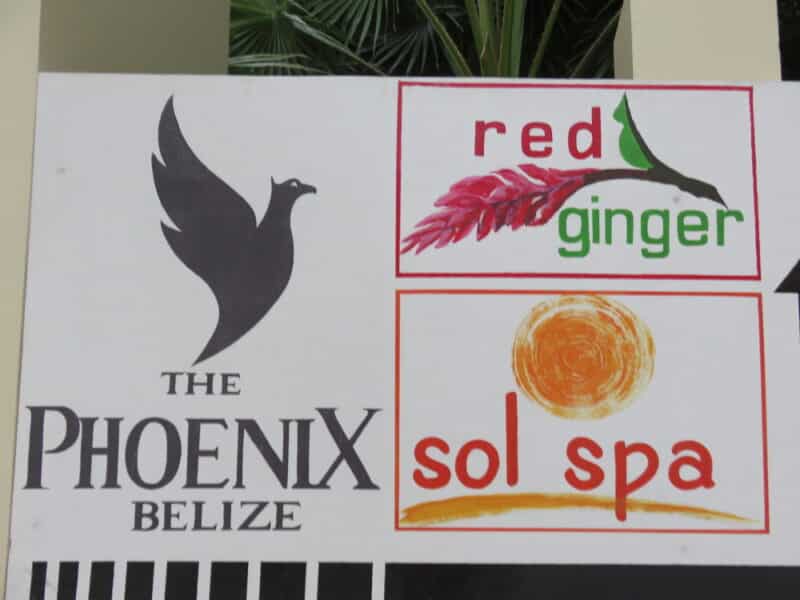 THE
PHOENIX
BELIZE
red
ginger
sol spa